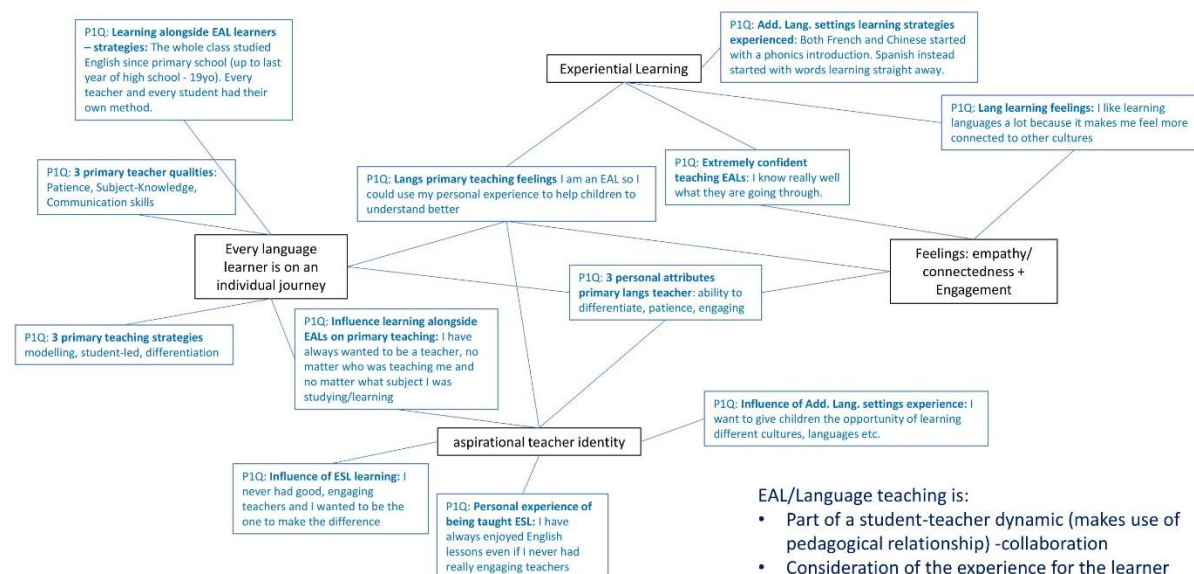 P1Q: Learning alongside EAL learners
– strategies: The whole class studied
English since primary school (up to last
year of high school - 19yo). Every
teacher and every student had their
own method.
P1Q: Add. Lang. settings learning strategies
experienced: Both French and Chinese started
with a phonics introduction. Spanish instead
started with words learning straight away.
Experiential Learning
P1Q: Lang learning feelings: I like learning
languages a lot because it makes me feel more
connected to other cultures
P1Q: 3 primary teacher qualities:
Patience, Subject-Knowledge,
Communication skills
P1Q: Langs primary teaching feelings I am an EAL so I
could use my personal experience to help children to
understand better
P1Q: Extremely confident
teaching EALs: I know really well
what they are going through.
Every language
learner is on an
individual journey
Feelings: empathy/
connectedness +
Engagement
P1Q: 3 personal attributes
primary langs teacher: ability to
differentiate, patience, engaging
P1Q: 3 primary teaching strategies
modelling, student-led, differentiation
P1Q: Influence learning alongside
EALs on primary teaching: I have
always wanted to be a teacher, no
matter who was teaching me and
no matter what subject I was
studying/learning
P1Q: Influence of Add. Lang. settings experience: I
want to give children the opportunity of learning
different cultures, languages etc.
aspirational teacher identity
P1Q: Influence of ESL learning: I
never had good, engaging
teachers and I wanted to be the
one to make the difference
P1Q: Personal experience of
being taught ESL: I have
always enjoyed English
lessons even if I never had
really engaging teachers
EAL/Language teaching is:
• Part of a student-teacher dynamic (makes use of
pedagogical relationship) -collaboration
• Consideration of the experience for the learner